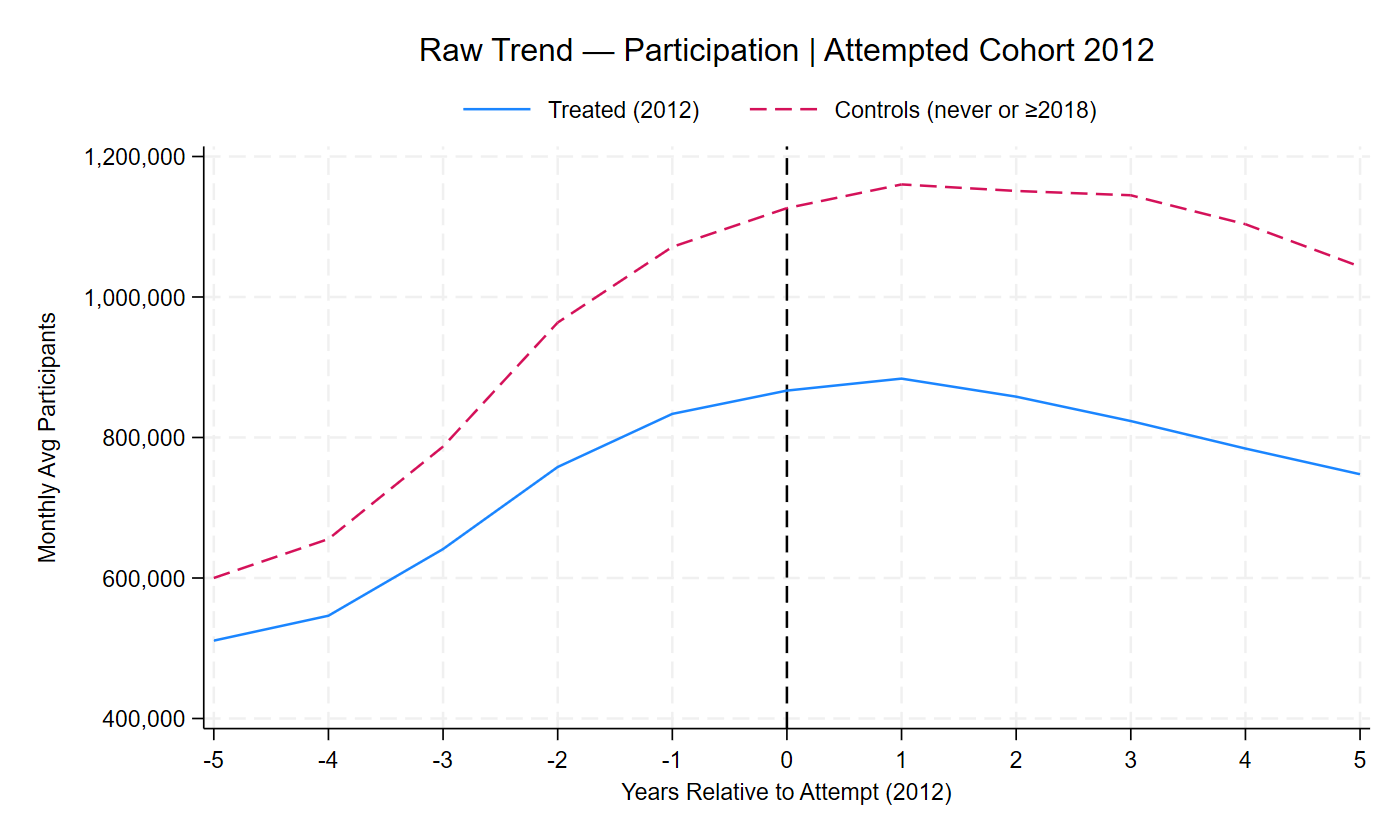 Raw Trend — Participation | Attempted Cohort 2012
Treated (2012) Controls (never or ≥2018)
1,200,000
1,000,000
800,000
600,000
400,000
Monthly Avg Participants
-5 -4 -3 -2 -1 0 1 2 3 4 5
Years Relative to Attempt (2012)